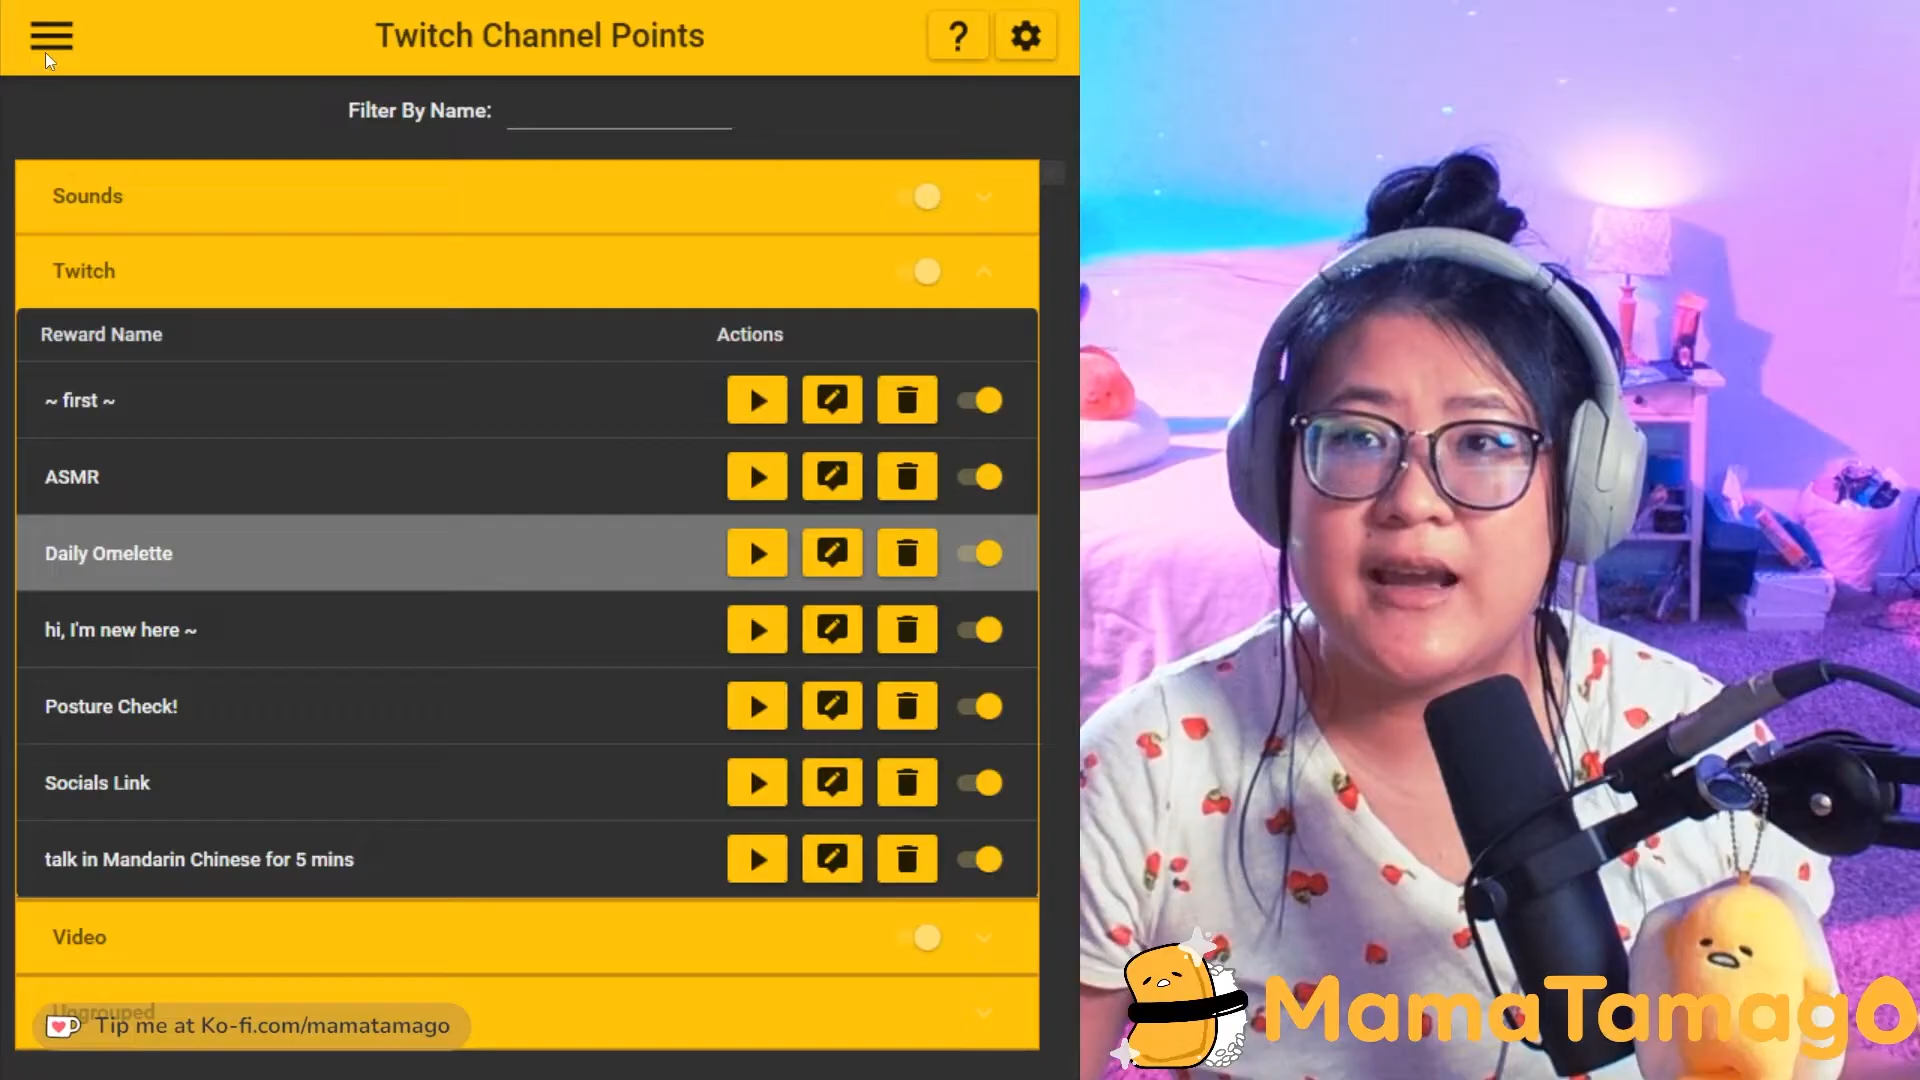 Twitch Channel Points
?
Filter By Name:
Sounds
Twitch
Reward Name Actions
~ first ~
ASMR
Daily Omelette
hi, I'm new here ~
Posture Check!
Socials Link
talk in Mandarin Chinese for 5 mins
Video
Ungrouped
Tip me at Ko-fi.com/mamatamago
MamaTamago